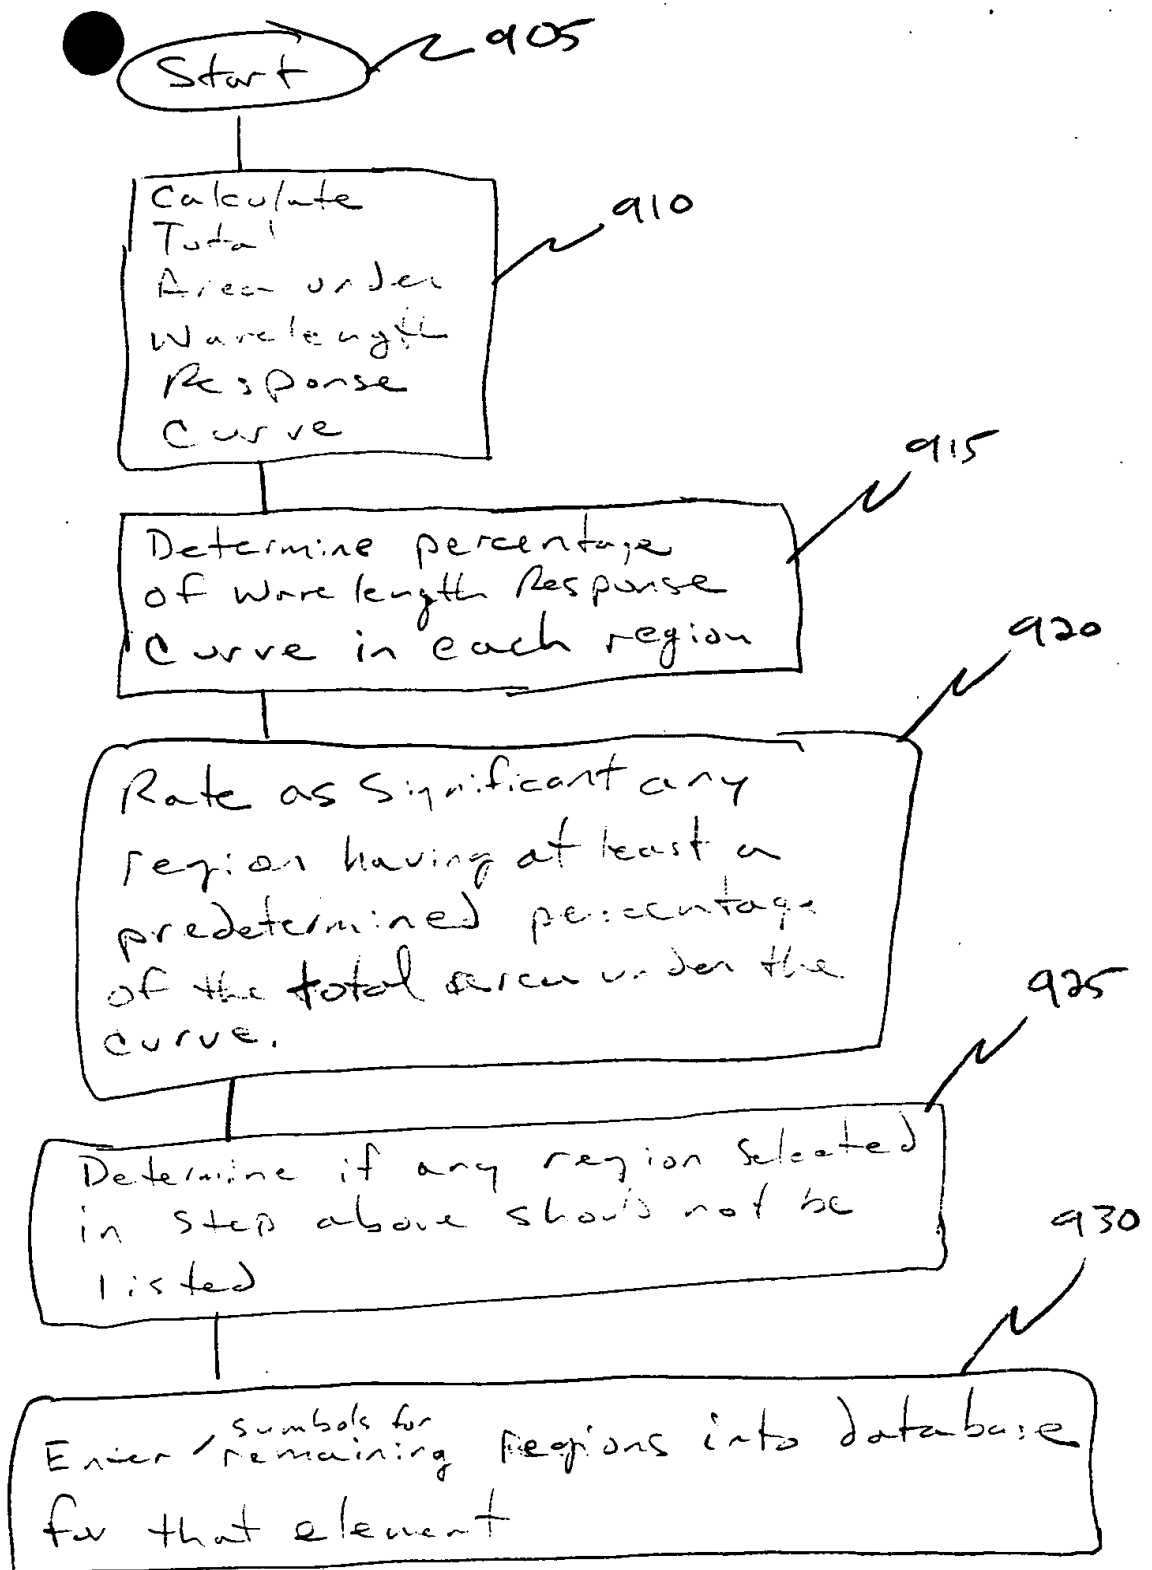 Start
905
Calculate
Total
Area under
Wavelength
Response
Curve
910
Determine percentage
of Wavelength Response
Curve in each region
915
Rate as Significant any
region having at least a
predetermined percentage
of the total area under the
curve.
920
Determine if any region Selected
in step above should not be
listed
925
Enter symbols for
remaining regions into database
for that element
930